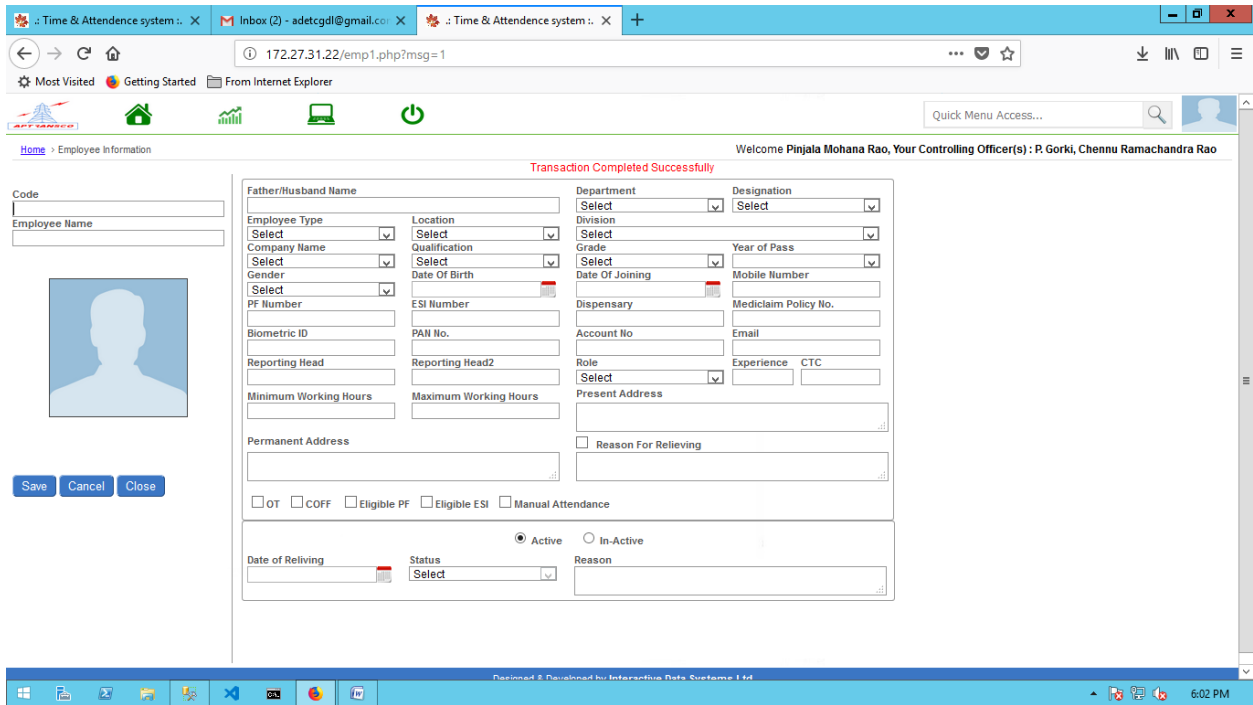 .: Time & Attendence system :. X
Inbox (2) - adetcgdl@gmail.cor X
.: Time & Attendence system :. X
172.27.31.22/emp1.php?msg=1
Most Visited Getting Started From Internet Explorer
APTRANSCO
Quick Menu Access...
Home > Employee Information
Welcome Pinjala Mohana Rao, Your Controlling Officer(s) : P. Gorki, Chennu Ramachandra Rao
Transaction Completed Successfully
Code
Employee Name
Save Cancel Close
Father/Husband Name Department Designation
Select Select
Employee Type Location Division
Select Select Select
Company Name Qualification Grade Year of Pass
Select Select Select
Gender Date Of Birth Date Of Joining Mobile Number
Select
PF Number ESI Number Dispensary Mediclaim Policy No.
Biometric ID PAN No. Account No Email
Reporting Head Reporting Head2 Role Experience CTC
Select
Minimum Working Hours Maximum Working Hours Present Address
Permanent Address Reason For Relieving
OT COFF Eligible PF Eligible ESI Manual Attendance
Active In-Active
Date of Reliving Status Reason
Select
Designed & Developed by Interactive Data Systems Ltd
6:02 PM